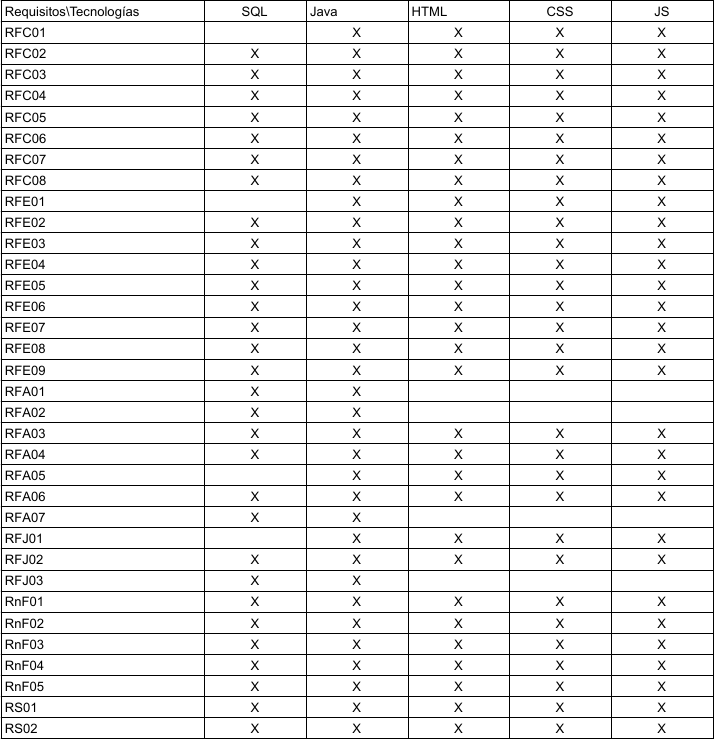 Requisitos\Tecnologías SQL Java HTML CSS JS
RFC01 X X X X
RFC02 X X X X X
RFC03 X X X X X
RFC04 X X X X X
RFC05 X X X X X
RFC06 X X X X X
RFC07 X X X X X
RFC08 X X X X X
RFE01 X X X X
RFE02 X X X X X
RFE03 X X X X X
RFE04 X X X X X
RFE05 X X X X X
RFE06 X X X X X
RFE07 X X X X X
RFE08 X X X X X
RFE09 X X X X X
RFA01 X X
RFA02 X X
RFA03 X X X X X
RFA04 X X X X X
RFA05 X X X X
RFA06 X X X X X
RFA07 X X
RFJ01 X X X X
RFJ02 X X X X X
RFJ03 X X
RnF01 X X X X X
RnF02 X X X X X
RnF03 X X X X X
RnF04 X X X X X
RnF05 X X X X X
RS01 X X X X X
RS02 X X X X X